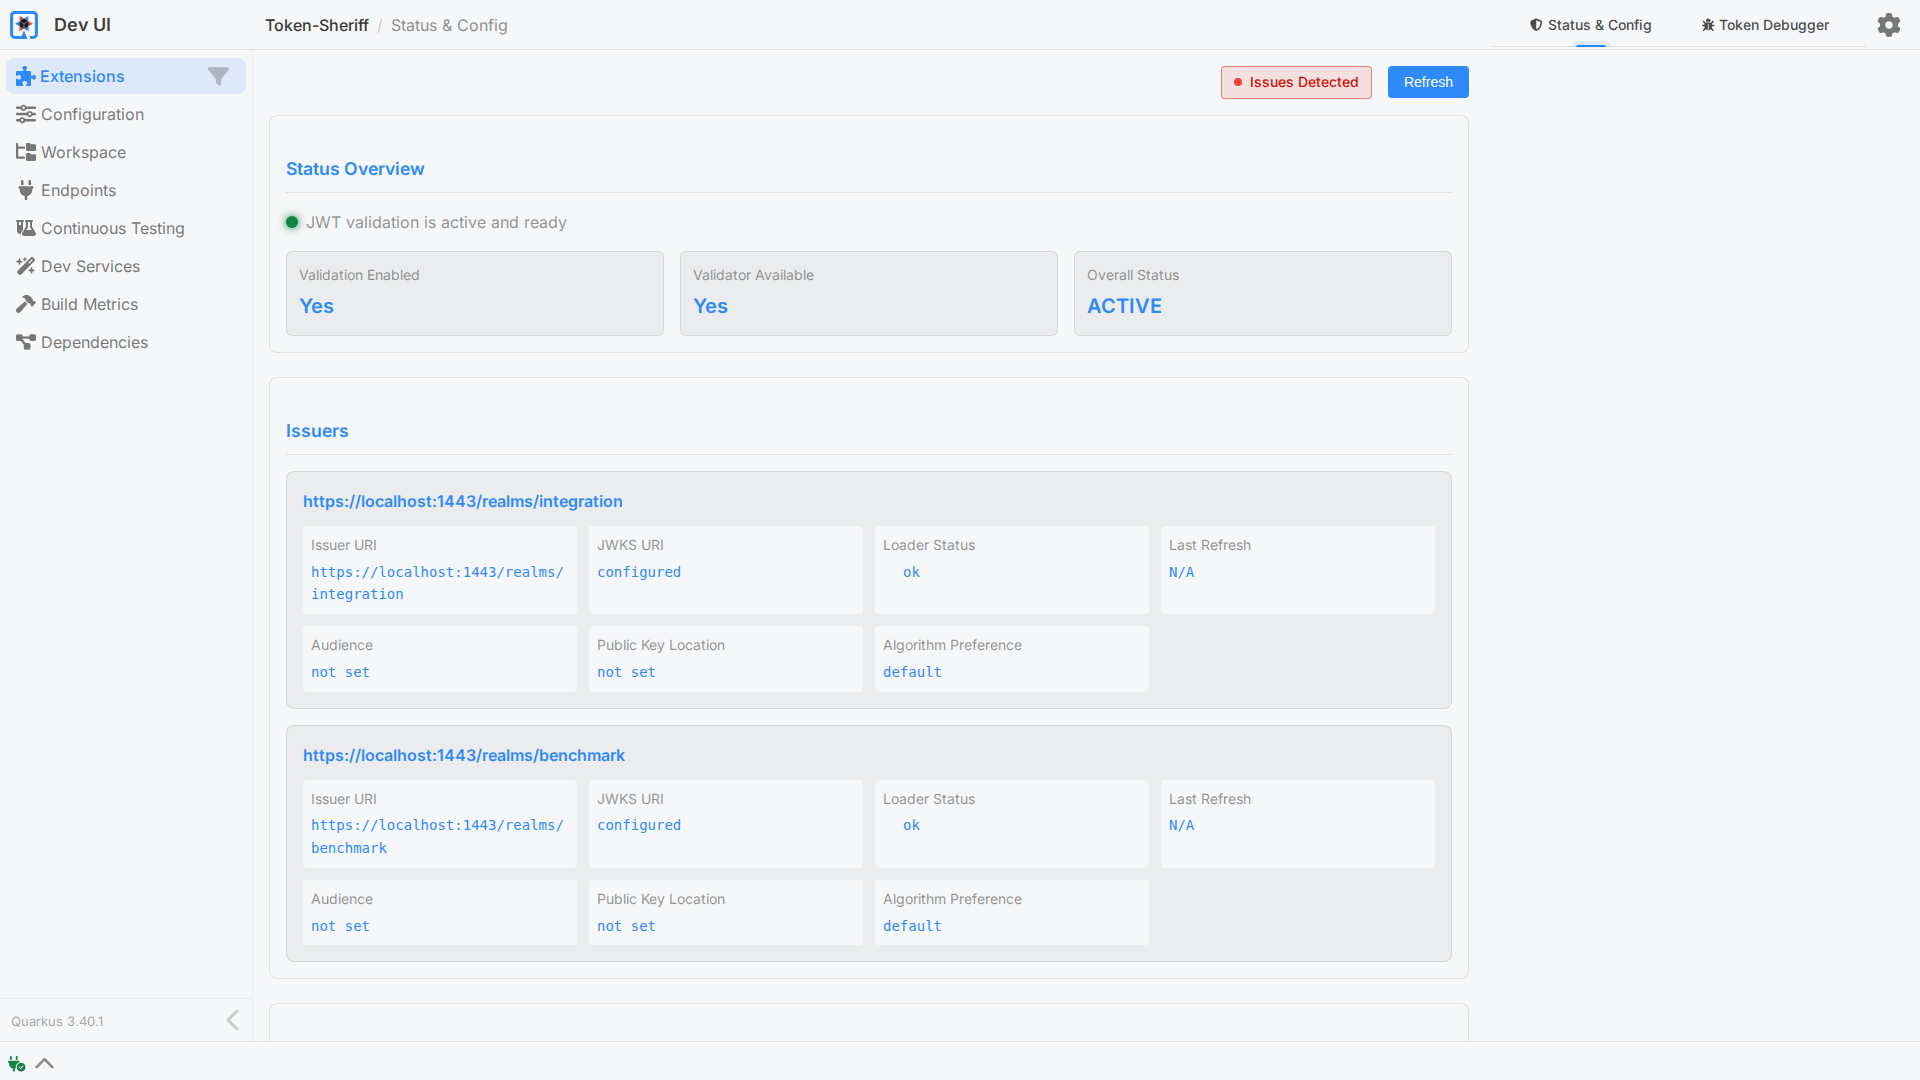 Dev UI
Token-Sheriff / Status & Config
Status & Config
Token Debugger
Extensions
Configuration
Workspace
Endpoints
Continuous Testing
Dev Services
Build Metrics
Dependencies
Issues Detected
Refresh
Status Overview
JWT validation is active and ready
Validation Enabled
Yes
Validator Available
Yes
Overall Status
ACTIVE
Issuers
https://localhost:1443/realms/integration
Issuer URI
https://localhost:1443/realms/
integration
JWKS URI
configured
Loader Status
ok
Last Refresh
N/A
Audience
not set
Public Key Location
not set
Algorithm Preference
default
https://localhost:1443/realms/benchmark
Issuer URI
https://localhost:1443/realms/
benchmark
JWKS URI
configured
Loader Status
ok
Last Refresh
N/A
Audience
not set
Public Key Location
not set
Algorithm Preference
default
Quarkus 3.40.1